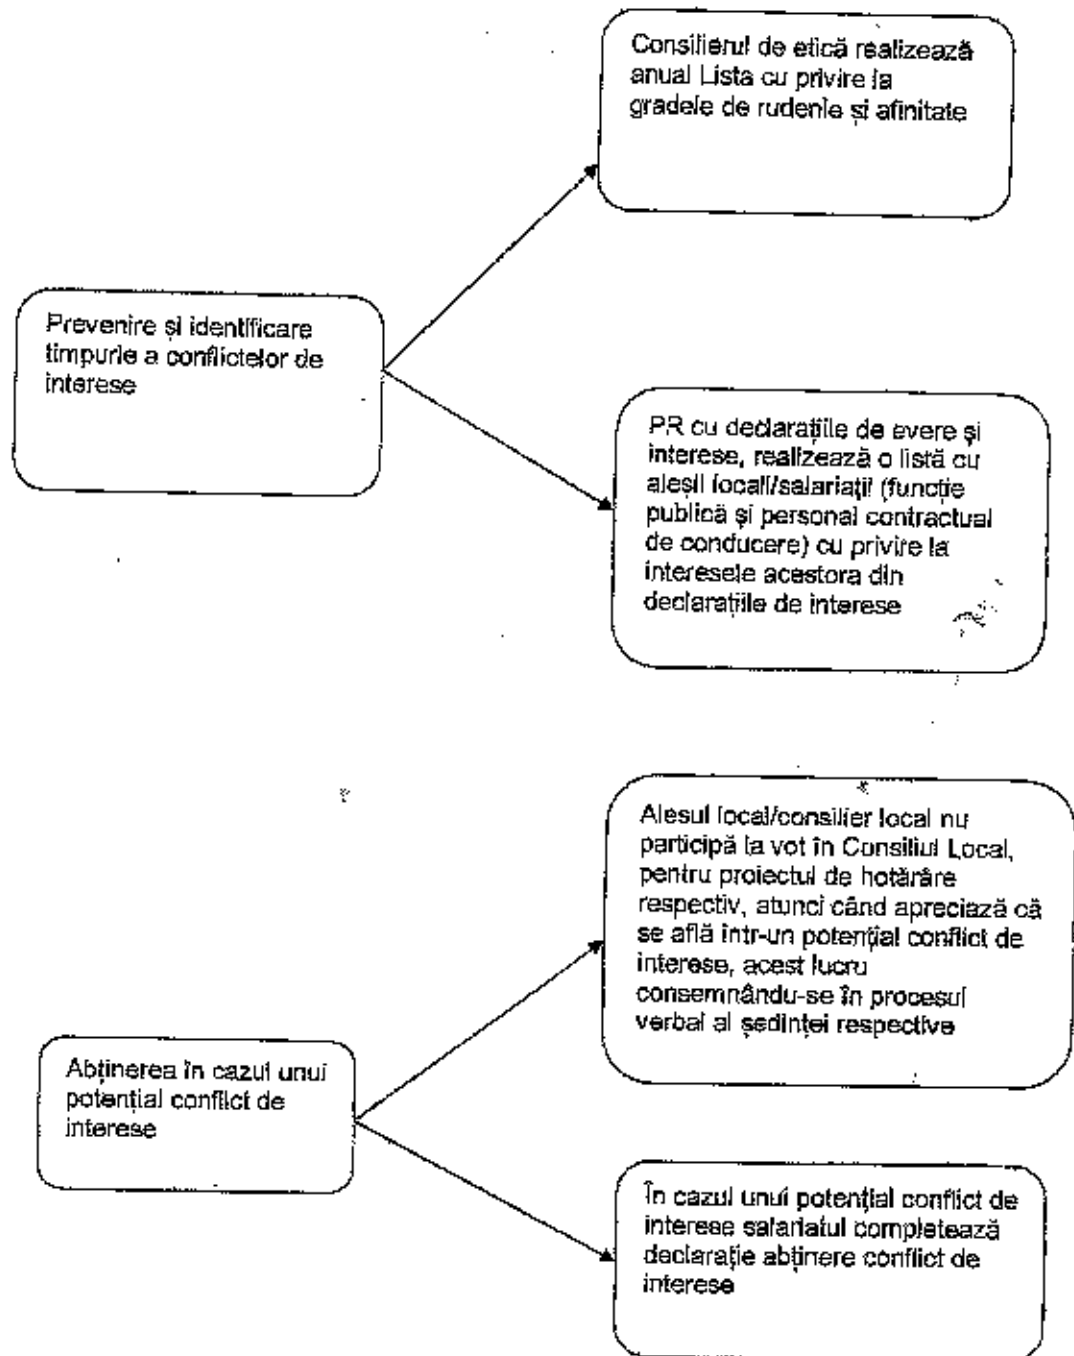 Consilierul de etică realizează
anual Lista cu privire la
gradele de rudenie și afinitate
Prevenire și identificare
timpurie a conflictelor de
interese
PR cu declarațiile de avere și
interese, realizează o listă cu
aleșii locali/salariații (funcție
publică și personal contractual
de conducere) cu privire la
interesele acestora din
declarațiile de interese
Alesul local/consilier local nu
participă la vot în Consiliul Local,
pentru proiectul de hotărâre
respectiv, atunci când apreciază că
se află într-un potențial conflict de
interese, acest lucru
consemnându-se în procesul
verbal al ședinței respective
Abținerea în cazul unui
potențial conflict de
interese
În cazul unui potențial conflict de
interese salariatul completează
declarație abținere conflict de
interese